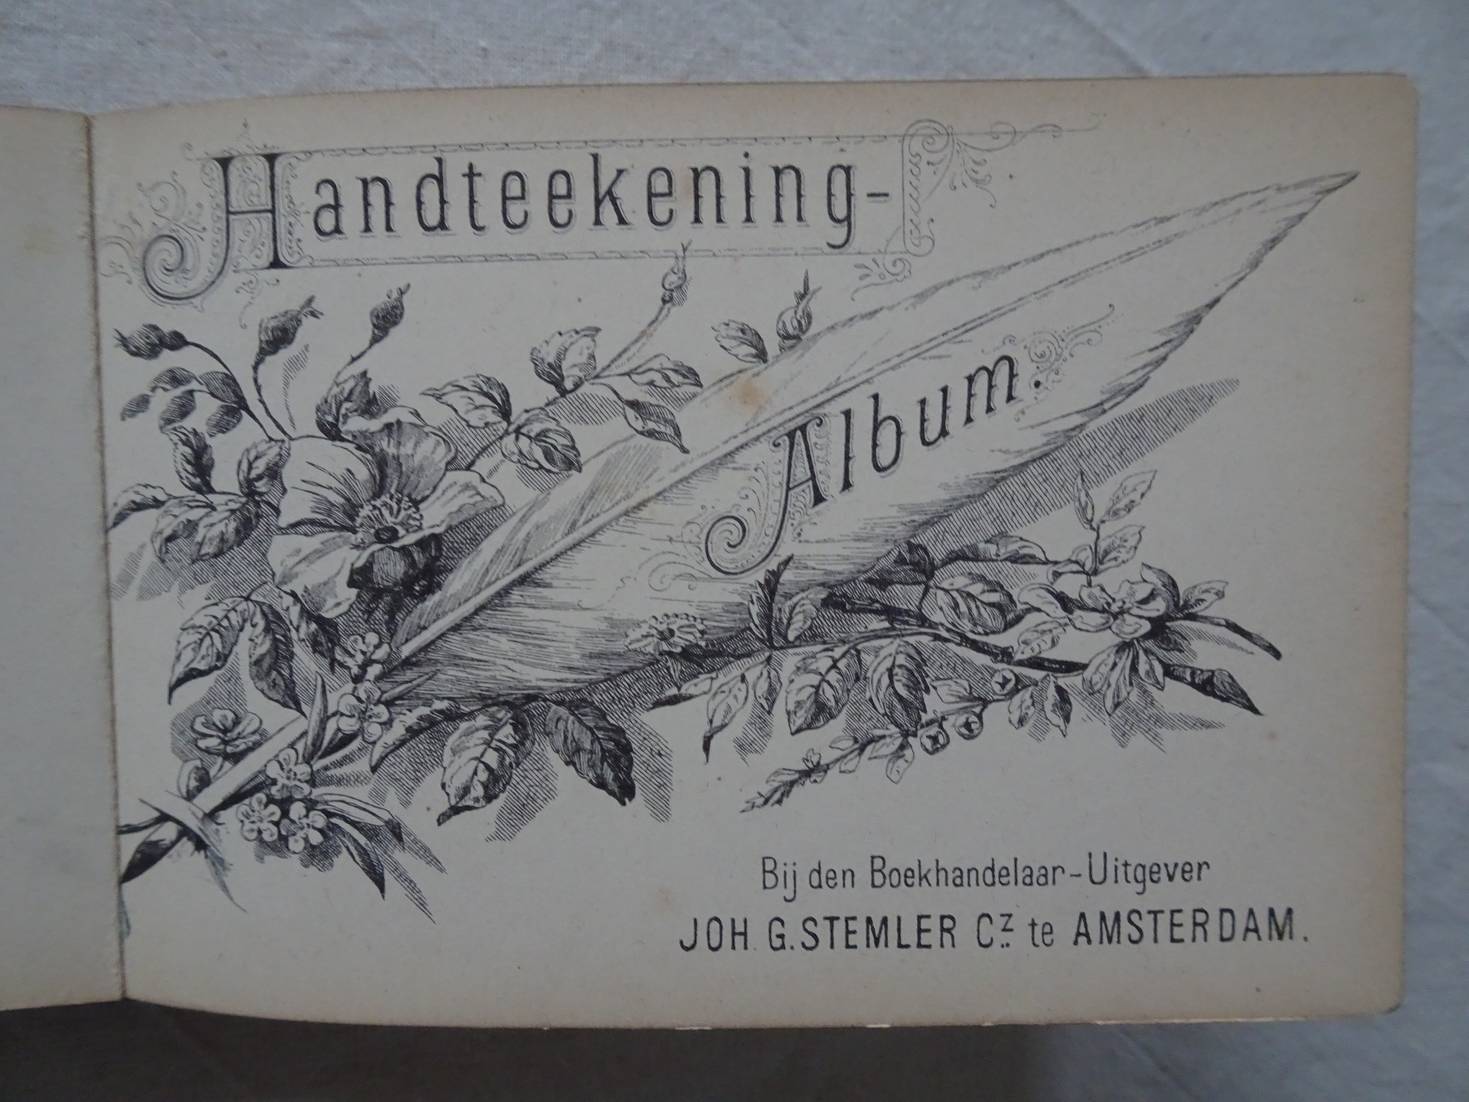 Handteekening-
Album.
Bij den Boekhandelaar-Uitgever
JOH. G. STEMLER Cz. te AMSTERDAM.